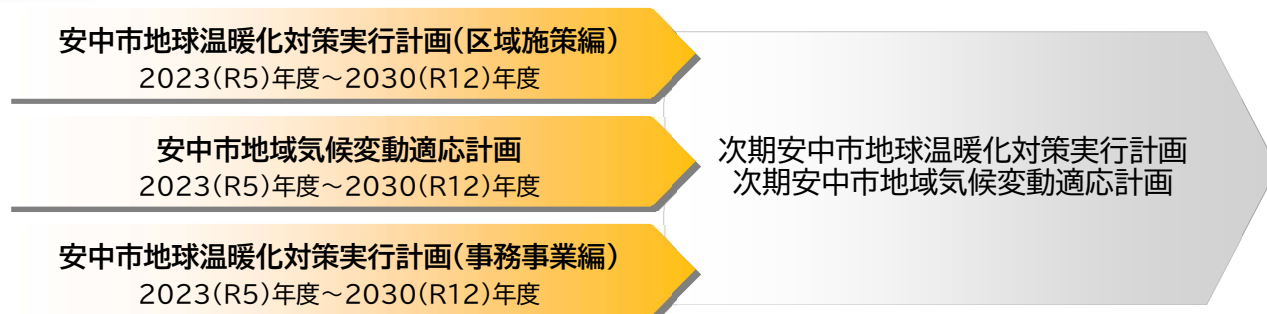 安中市地球温暖化対策実行計画(区域施策編)
2023(R5)年度～2030(R12)年度
安中市地域気候変動適応計画
2023(R5)年度～2030(R12)年度
安中市地球温暖化対策実行計画(事務事業編)
2023(R5)年度～2030(R12)年度
次期安中市地球温暖化対策実行計画
次期安中市地域気候変動適応計画